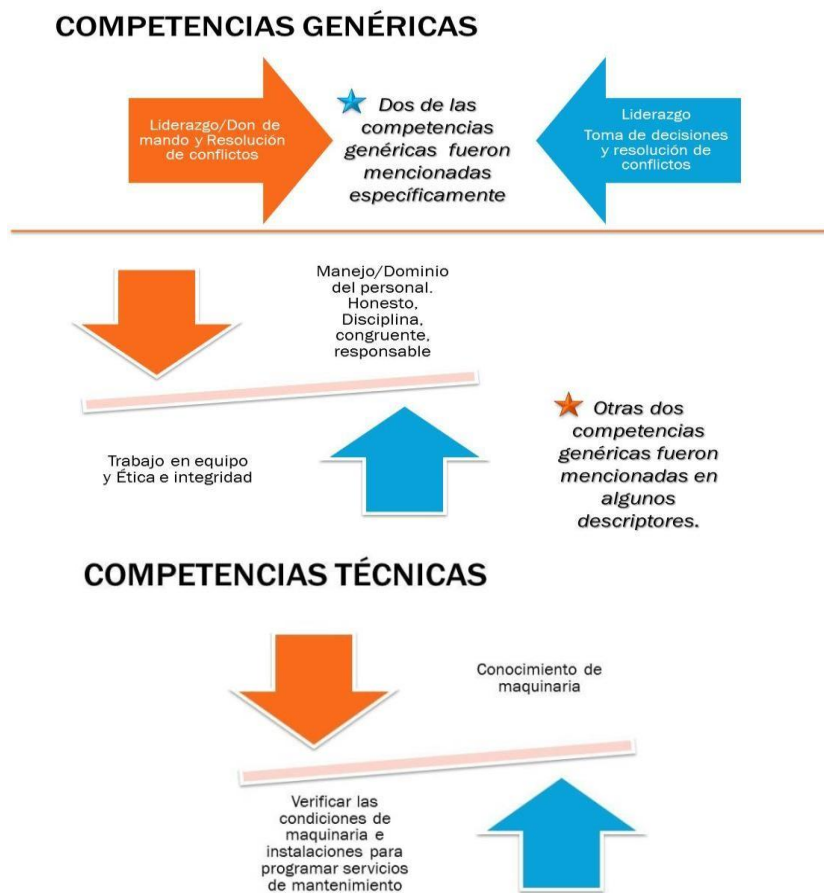 COMPETENCIAS GENÉRICAS
Liderazgo/Don de
mando y Resolución
de conflictos
Dos de las
competencias
genéricas fueron
mencionadas
específicamente
Liderazgo
Toma de decisiones
y resolución de
conflictos
Manejo/Dominio
del personal.
Honesto,
Disciplina,
congruente,
responsable
Trabajo en equipo
y Ética e integridad
Otras dos
competencias
genéricas fueron
mencionadas en
algunos
descriptores.
COMPETENCIAS TÉCNICAS
Conocimiento de
maquinaria
Verificar las
condiciones de
maquinaria e
instalaciones para
programar servicios
de mantenimiento